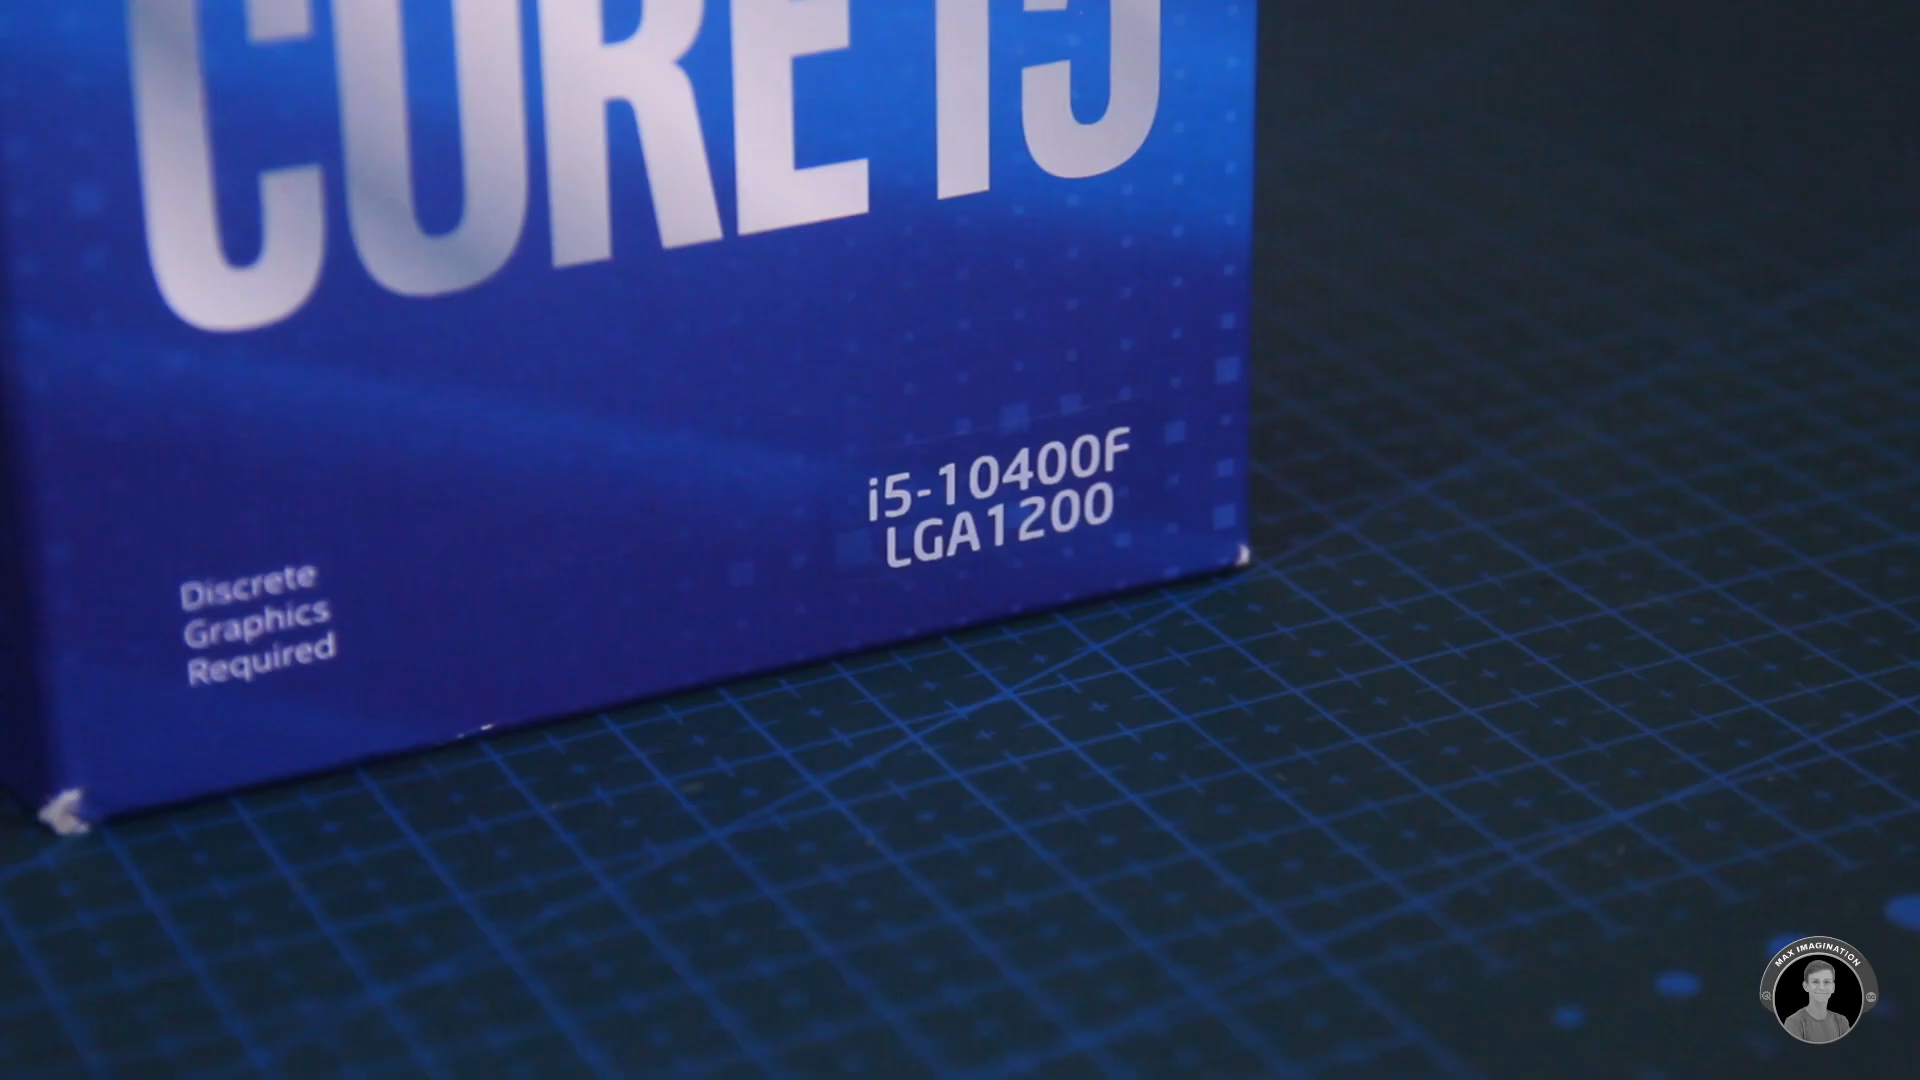 CORE i5
i5-10400F
LGA1200
Discrete
Graphics
Required
MAX IMAGINATION